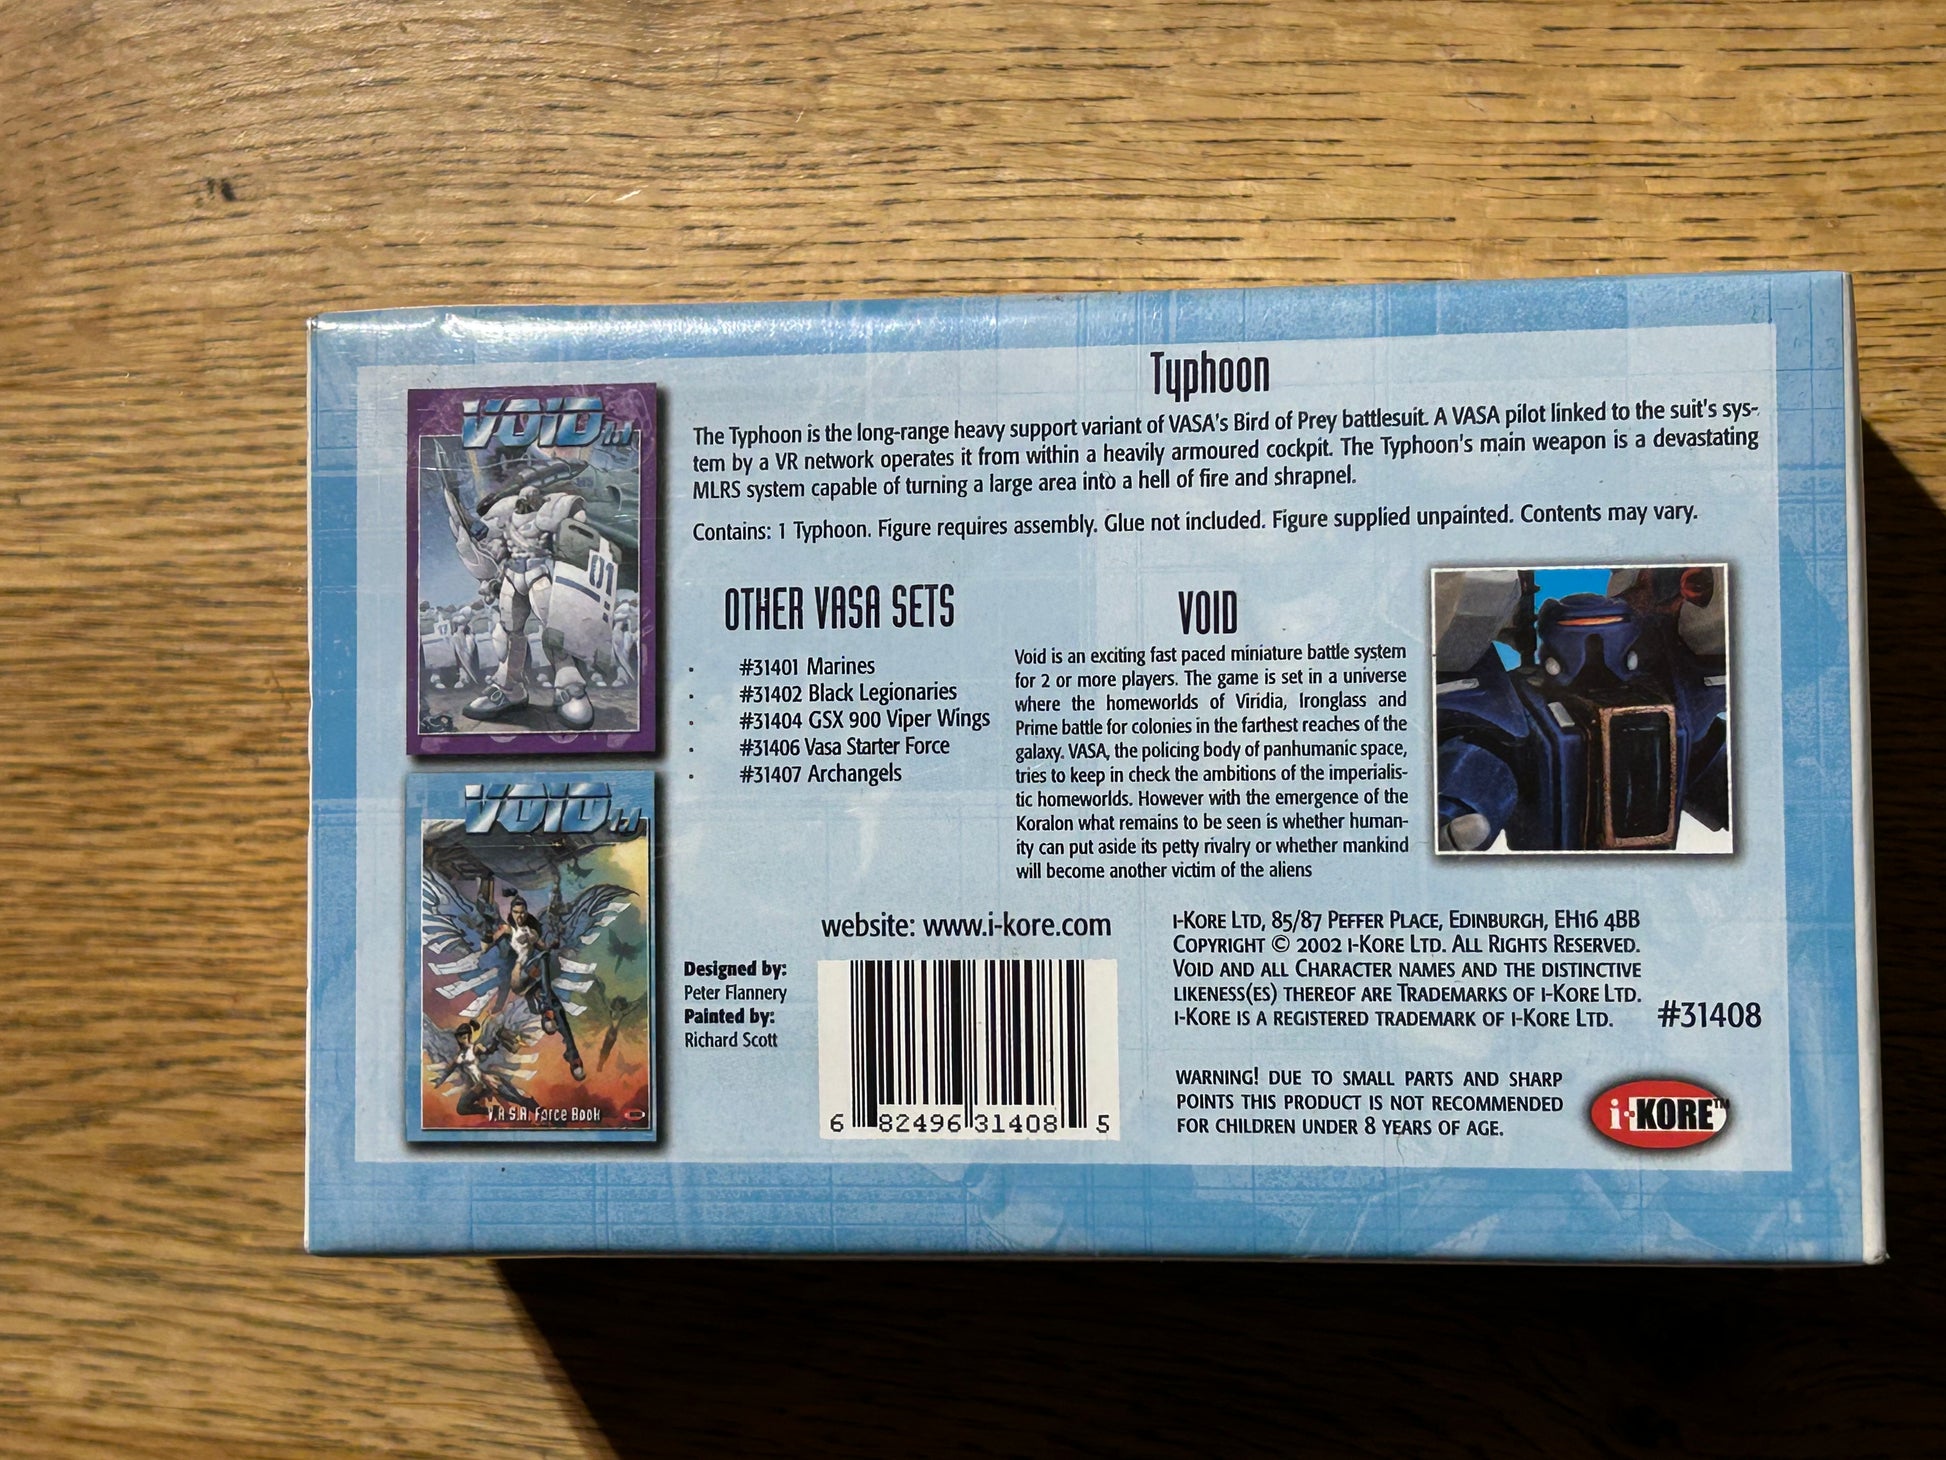 VOID 1.1
01
VOID 1.1
V.A.S.A. Force Book
Typhoon
The Typhoon is the long-range heavy support variant of VASA's Bird of Prey battlesuit. A VASA pilot linked to the suit's sys-
tem by a VR network operates it from within a heavily armoured cockpit. The Typhoon's main weapon is a devastating
MLRS system capable of turning a large area into a hell of fire and shrapnel.
Contains: 1 Typhoon. Figure requires assembly. Glue not included. Figure supplied unpainted. Contents may vary.
OTHER VASA SETS
· #31401 Marines
· #31402 Black Legionaries
· #31404 GSX 900 Viper Wings
· #31406 Vasa Starter Force
· #31407 Archangels
VOID
Void is an exciting fast paced miniature battle system
for 2 or more players. The game is set in a universe
where the homeworlds of Viridia, Ironglass and
Prime battle for colonies in the farthest reaches of the
galaxy. VASA, the policing body of panhumanic space,
tries to keep in check the ambitions of the imperialis-
tic homeworlds. However with the emergence of the
Koralon what remains to be seen is whether human-
ity can put aside its petty rivalry or whether mankind
will become another victim of the aliens
website: www.i-kore.com
Designed by:
Peter Flannery
Painted by:
Richard Scott
6 82496 31408 5
I-KORE LTD, 85/87 PEFFER PLACE, EDINBURGH, EH16 4BB
COPYRIGHT © 2002 I-KORE LTD. ALL RIGHTS RESERVED.
VOID AND ALL CHARACTER NAMES AND THE DISTINCTIVE
LIKENESS(ES) THEREOF ARE TRADEMARKS OF I-KORE LTD.
I-KORE IS A REGISTERED TRADEMARK OF I-KORE LTD.
#31408
WARNING! DUE TO SMALL PARTS AND SHARP
POINTS THIS PRODUCT IS NOT RECOMMENDED
FOR CHILDREN UNDER 8 YEARS OF AGE.
i-KORE™